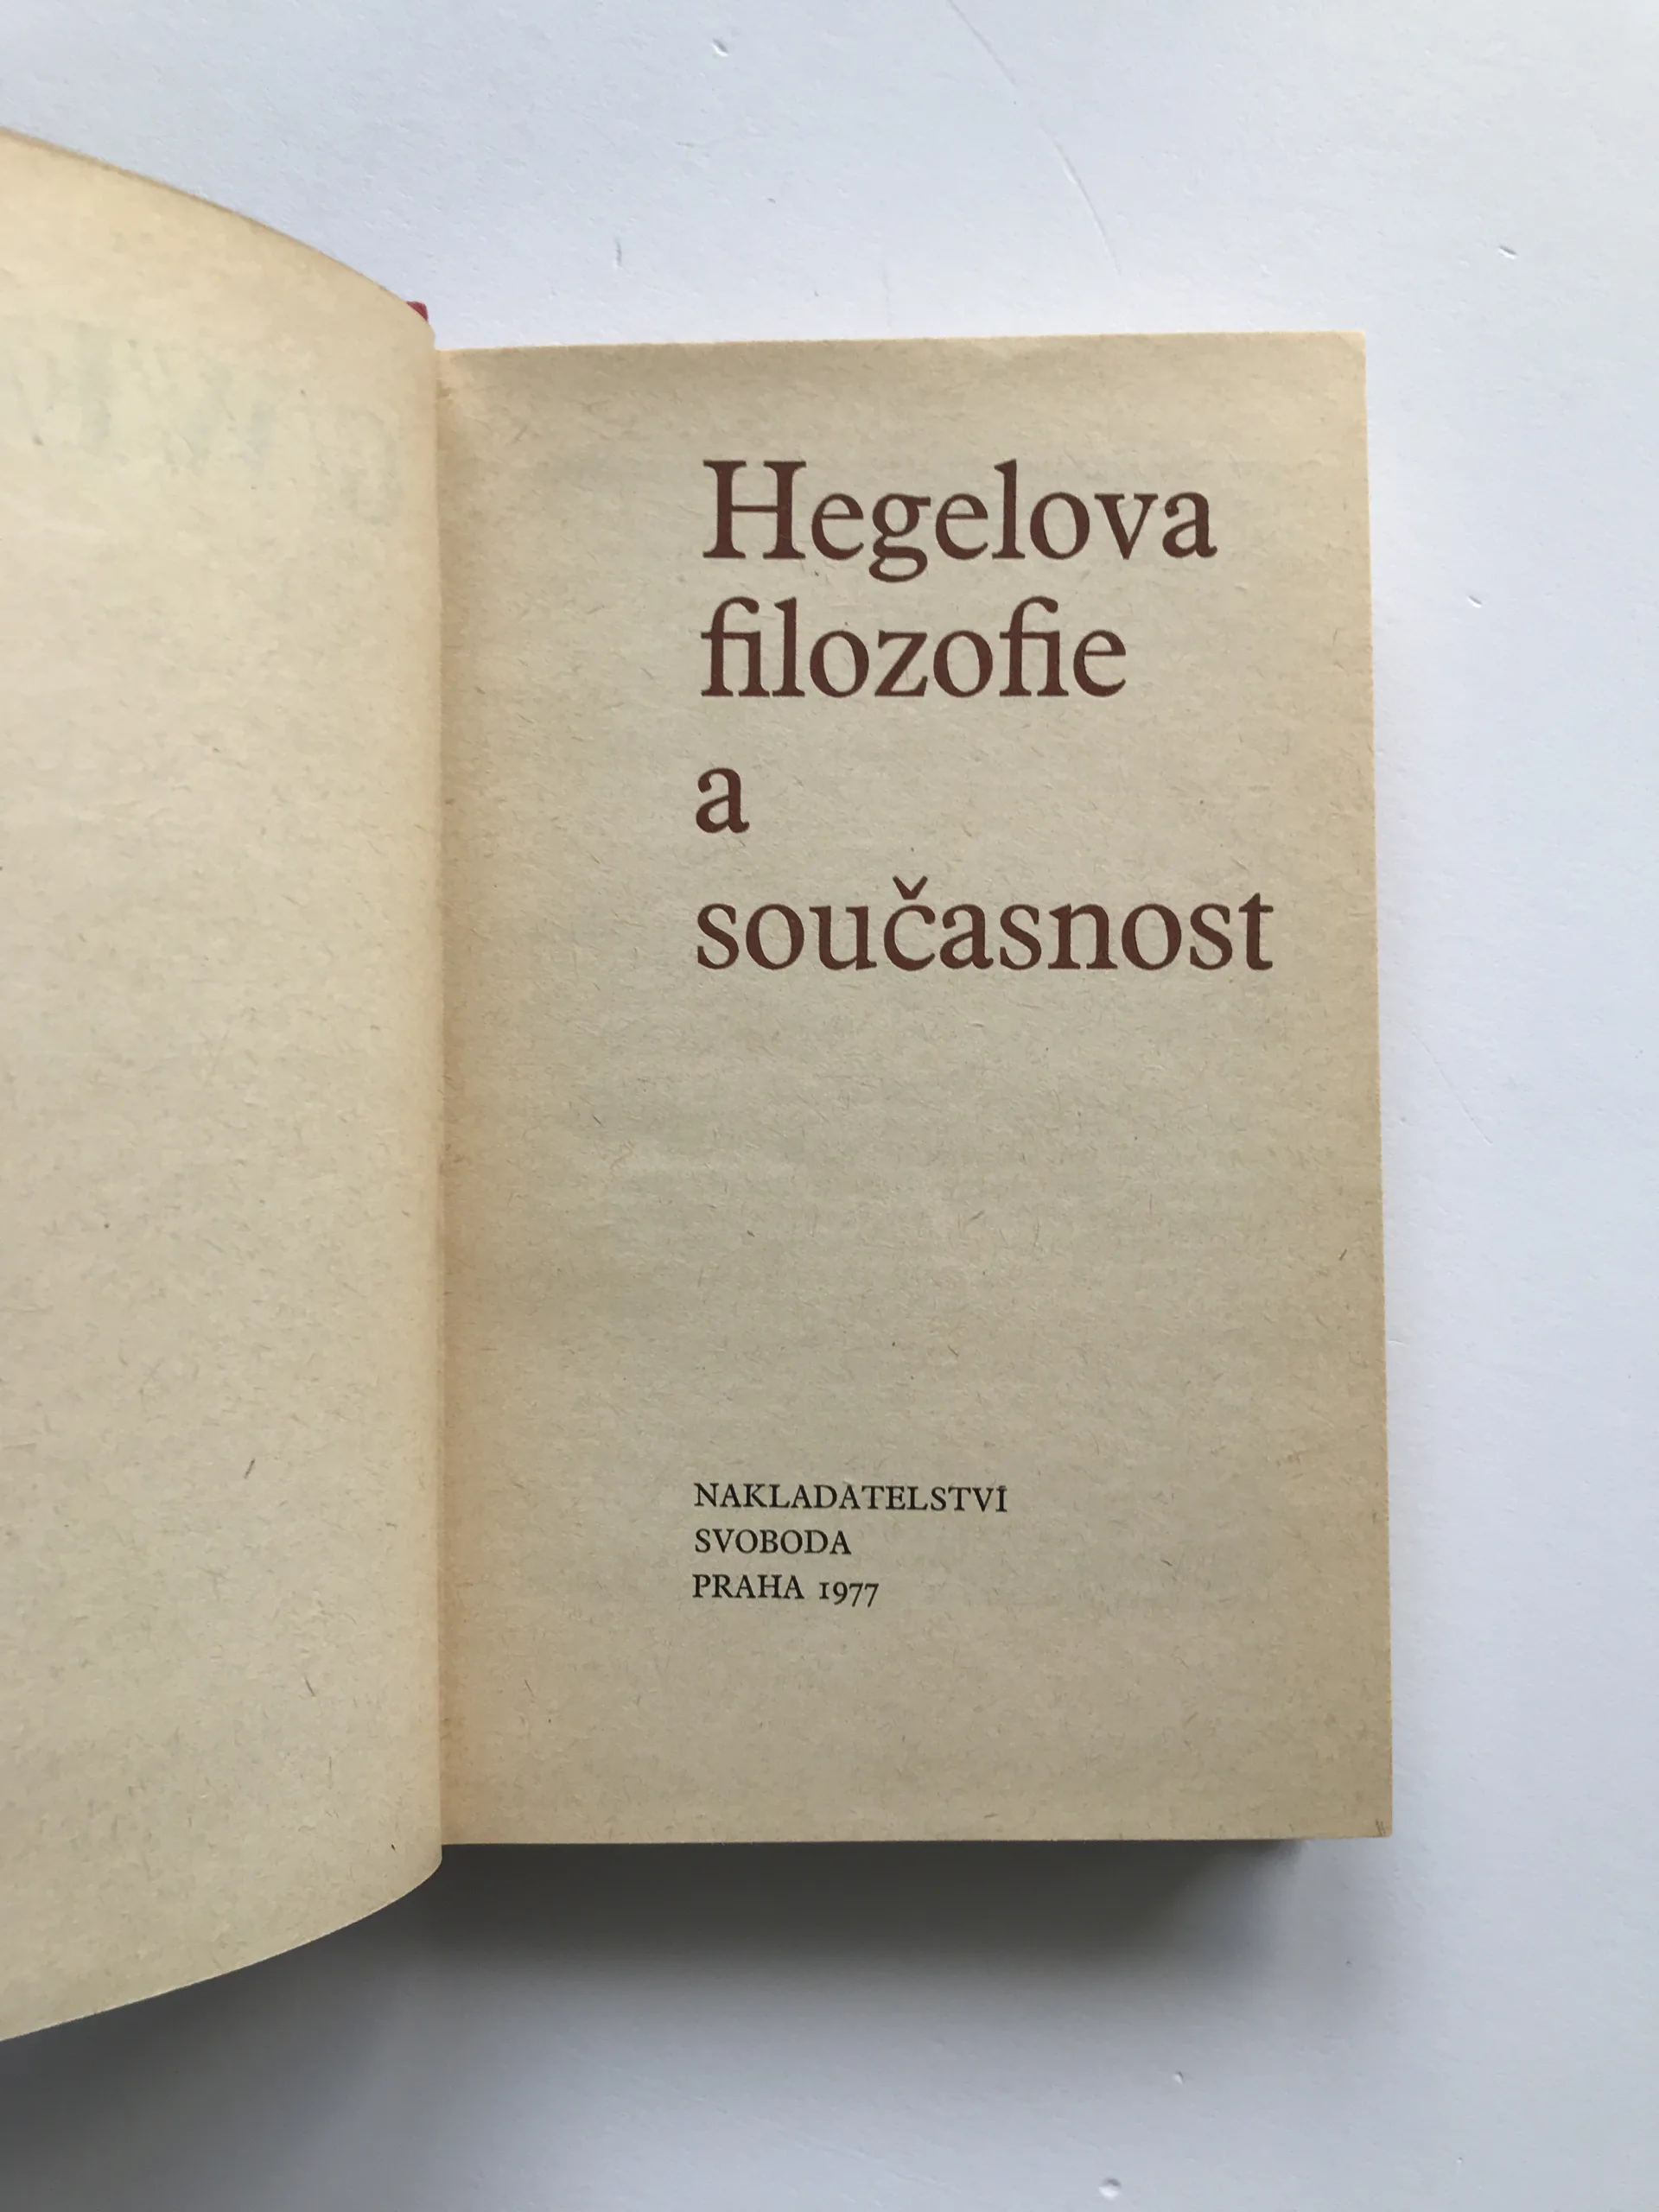 Hegelova
filozofie
a
současnost
NAKLADATELSTVÍ
SVOBODA
PRAHA 1977